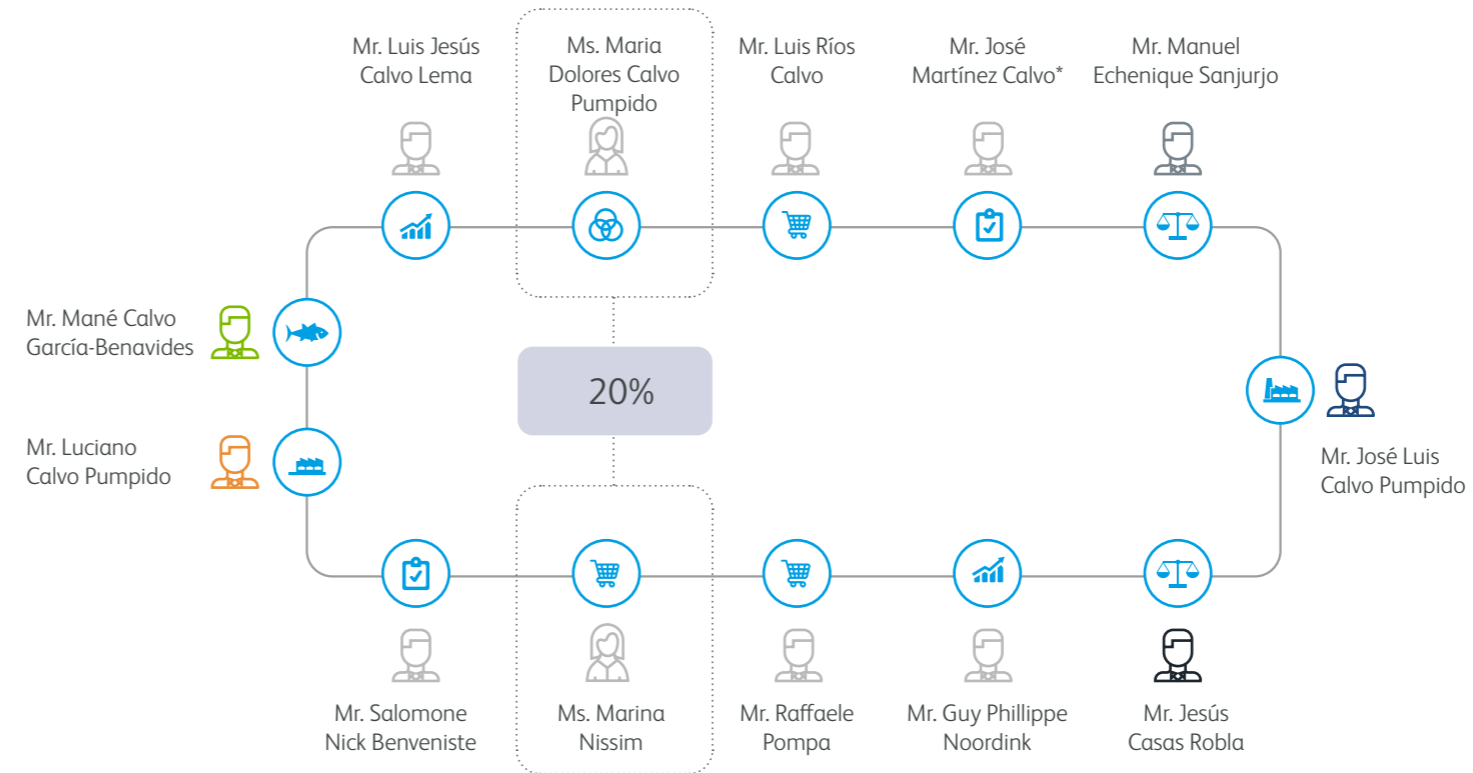 Mr. Luis Jesús
Calvo Lema
Ms. Maria
Dolores Calvo
Pumpido
Mr. Luis Ríos
Calvo
Mr. José
Martínez Calvo*
Mr. Manuel
Echenique Sanjurjo
Mr. Mané Calvo
García-Benavides
20%
Mr. Luciano
Calvo Pumpido
Mr. José Luis
Calvo Pumpido
Mr. Salomone
Nick Benveniste
Ms. Marina
Nissim
Mr. Raffaele
Pompa
Mr. Guy Phillippe
Noordink
Mr. Jesús
Casas Robla